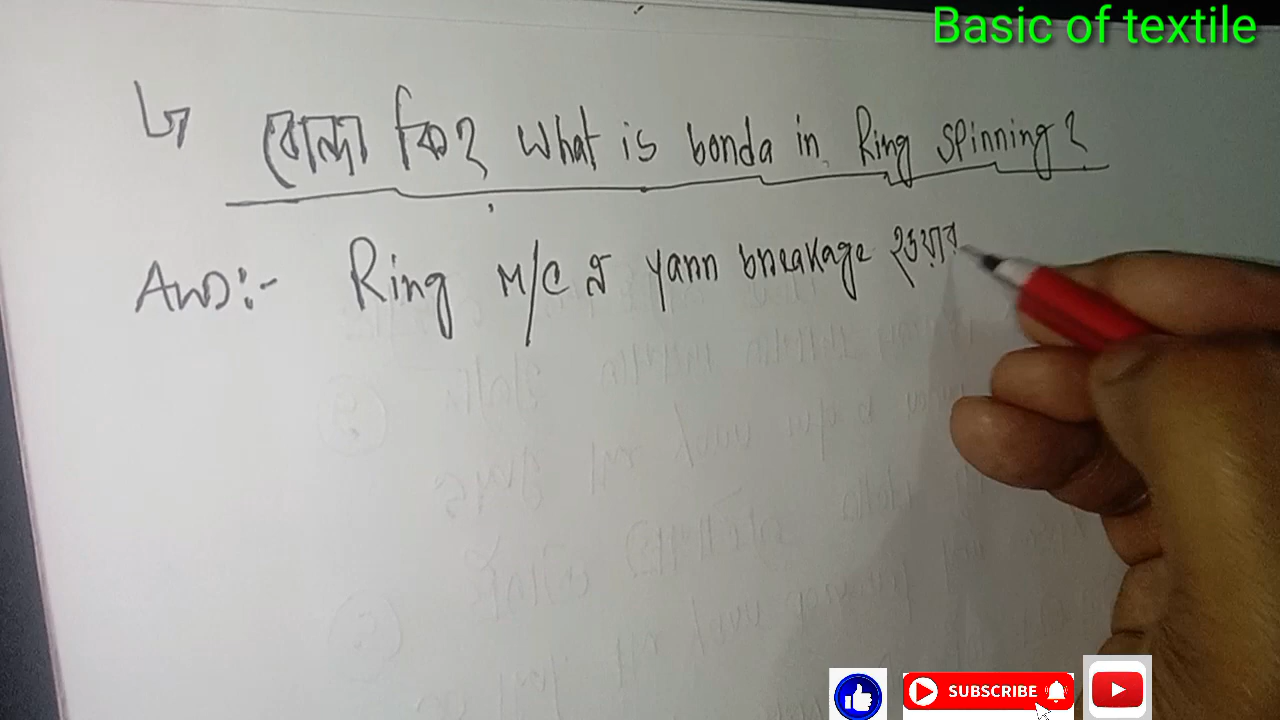 Basic of textile
বোন্দা কি? What is bonda in Ring Spinning?
Ans:- Ring M/C এ yarn breakage হওয়ার
SUBSCRIBE